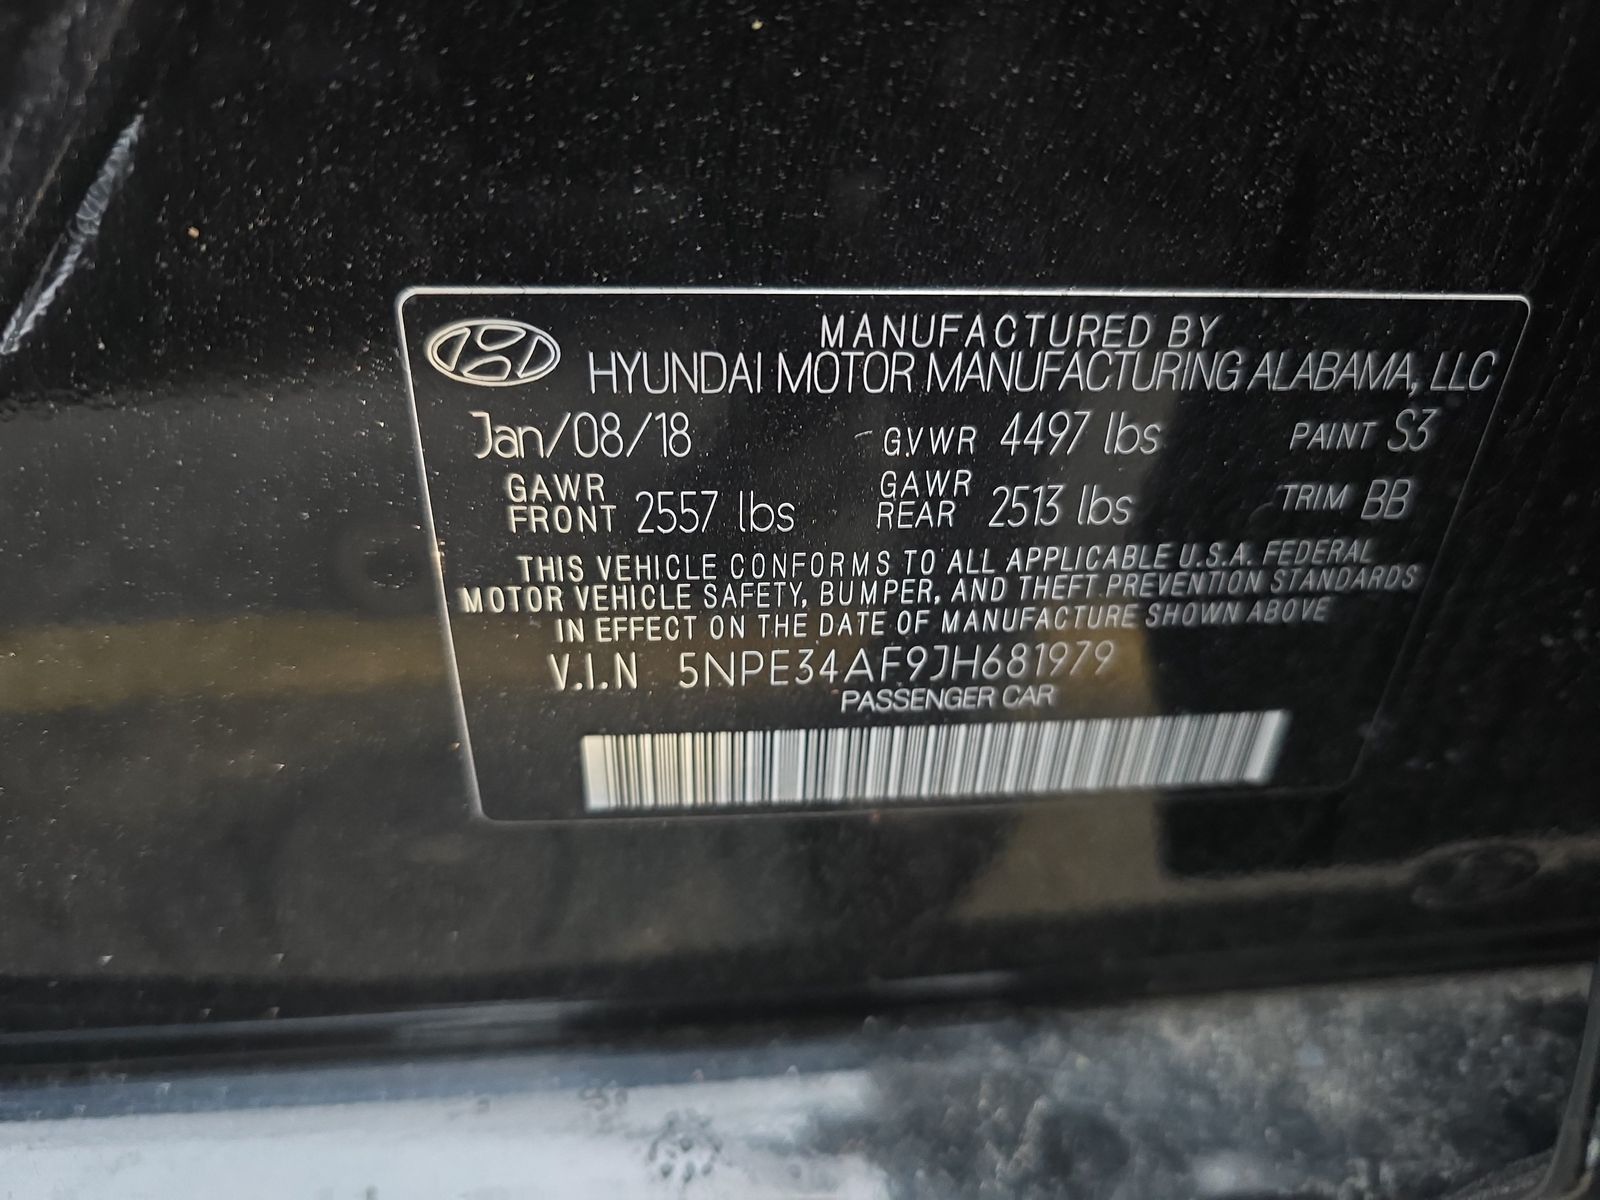 MANUFACTURED BY
HYUNDAI MOTOR MANUFACTURING ALABAMA, LLC
Jan/08/18 GVWR 4497 lbs PAINT S3
GAWR FRONT 2557 lbs GAWR REAR 2513 lbs TRIM BB
THIS VEHICLE CONFORMS TO ALL APPLICABLE U.S.A. FEDERAL
MOTOR VEHICLE SAFETY, BUMPER, AND THEFT PREVENTION STANDARDS
IN EFFECT ON THE DATE OF MANUFACTURE SHOWN ABOVE
V.I.N 5NPE34AF9JH681979
PASSENGER CAR